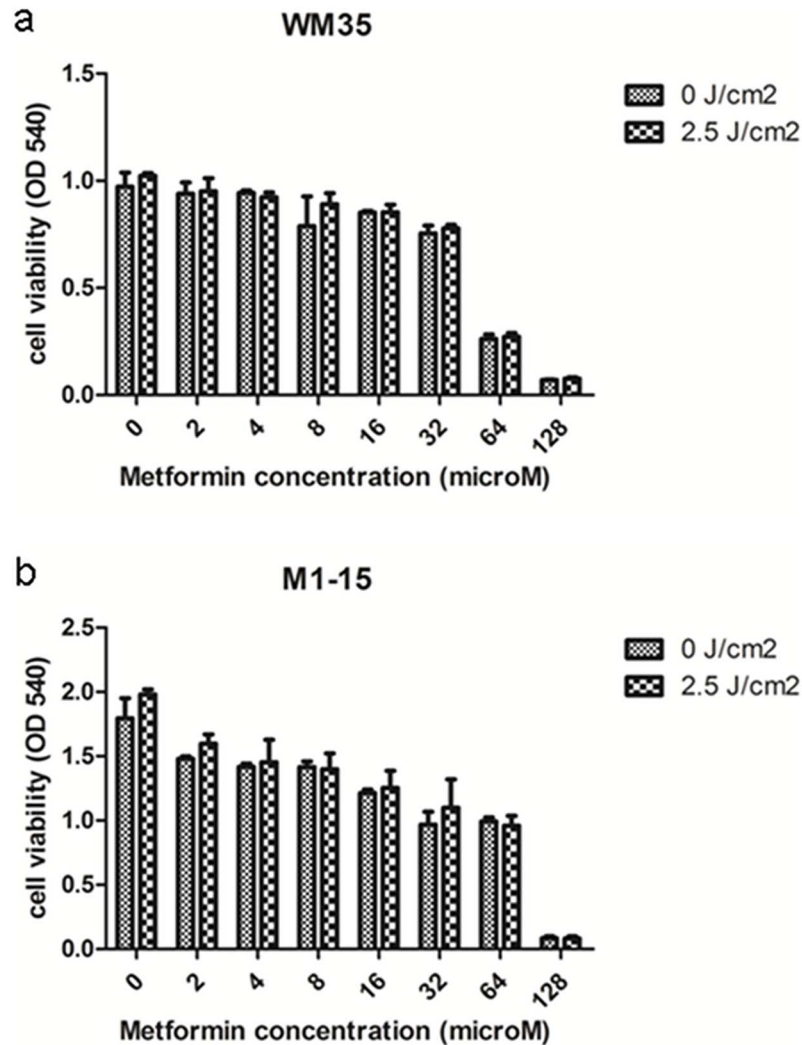 a
WM35
1.5
1.0
0.5
0.0
cell viability (OD 540)
0 2 4 8 16 32 64 128
Metformin concentration (microM)
0 J/cm2
2.5 J/cm2
b
M1-15
2.5
2.0
1.5
1.0
0.5
0.0
cell viability (OD 540)
0 2 4 8 16 32 64 128
Metformin concentration (microM)
0 J/cm2
2.5 J/cm2